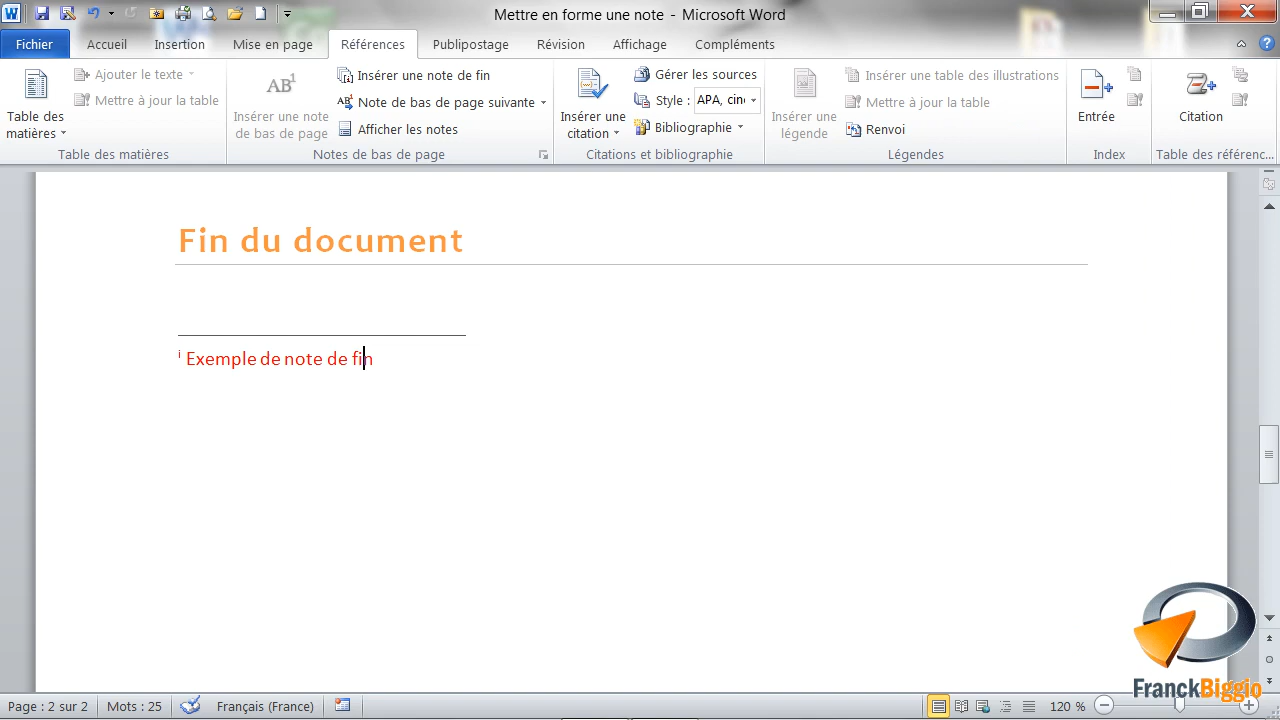 Mettre en forme une note - Microsoft Word
Fichier Accueil Insertion Mise en page Références Publipostage Révision Affichage Compléments
Table des matières
Ajouter le texte
Mettre à jour la table
Table des matières
AB1
Insérer une note de bas de page
Insérer une note de fin
Note de bas de page suivante
Afficher les notes
Notes de bas de page
Insérer une citation
Gérer les sources
Style : APA, cin
Bibliographie
Citations et bibliographie
Insérer une légende
Insérer une table des illustrations
Mettre à jour la table
Renvoi
Légendes
Entrée
Index
Citation
Table des référenc...
Fin du document
i Exemple de note de fin
FranckBiggio
Page : 2 sur 2 Mots : 25 Français (France) 120 %